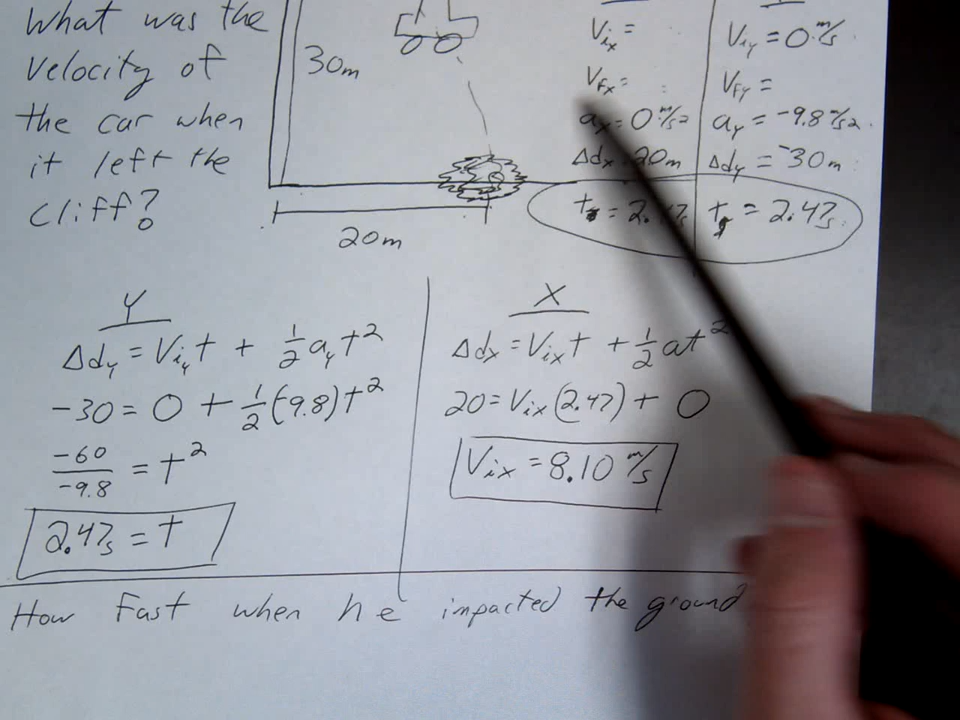 What was the
velocity of
the car when
it left the
cliff?
30m
20m
Vix =
Vfx =
ax = 0 m/s2
Δdx 20m
t = 2.47s
Viy = 0 m/s
Vfy =
ay = -9.8 m/s2
Δdy = -30m
t = 2.47s
Y
Δdy = Viyt + 1/2 ayt²
-30 = 0 + 1/2(-9.8)t²
-60/-9.8 = t²
2.47s = t
X
Δdx = Vixt + 1/2 at²
20 = Vix(2.47) + 0
Vix = 8.10 m/s
How Fast when he impacted the ground